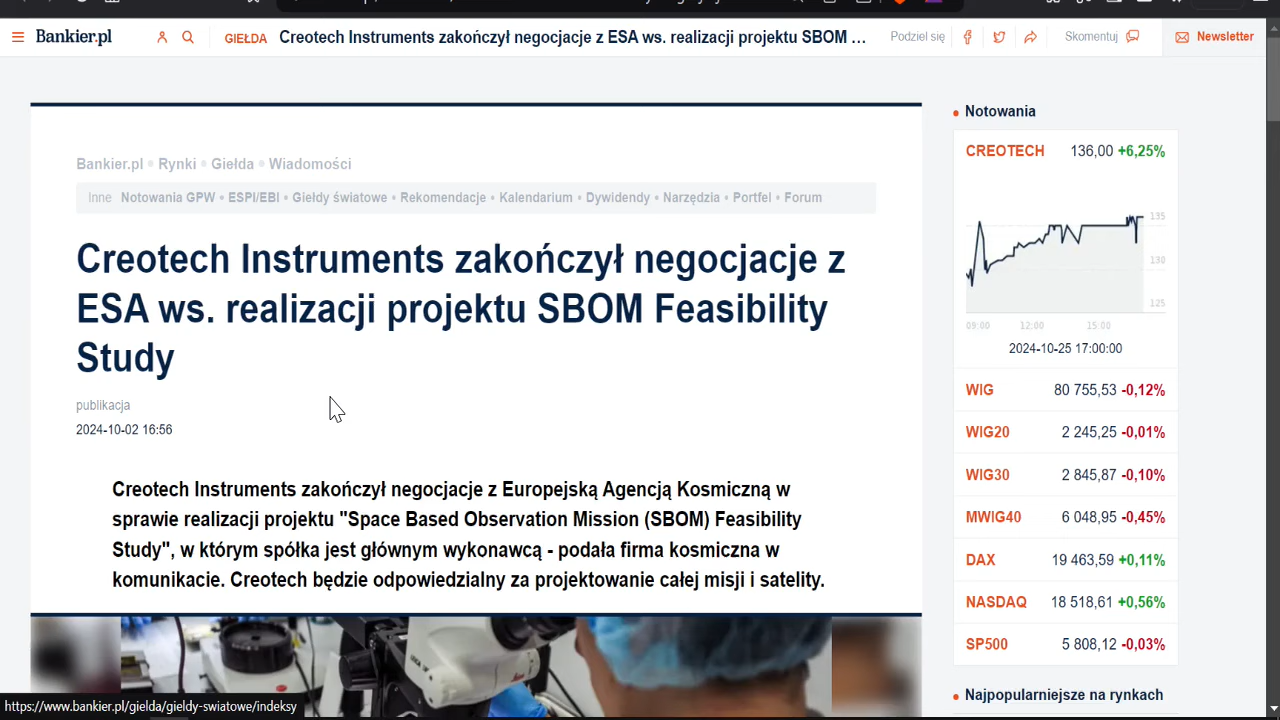 Bankier.pl
GIEŁDA
Creotech Instruments zakończył negocjacje z ESA ws. realizacji projektu SBOM ...
Podziel się
Skomentuj
Newsletter
Bankier.pl • Rynki • Giełda • Wiadomości
Inne Notowania GPW • ESPI/EBI • Giełdy światowe • Rekomendacje • Kalendarium • Dywidendy • Narzędzia • Portfel • Forum
Creotech Instruments zakończył negocjacje z
ESA ws. realizacji projektu SBOM Feasibility
Study
publikacja
2024-10-02 16:56
Creotech Instruments zakończył negocjacje z Europejską Agencją Kosmiczną w
sprawie realizacji projektu "Space Based Observation Mission (SBOM) Feasibility
Study", w którym spółka jest głównym wykonawcą - podała firma kosmiczna w
komunikacie. Creotech będzie odpowiedzialny za projektowanie całej misji i satelity.
Notowania
CREOTECH 136,00 +6,25%
135
130
125
09:00 12:00 15:00
2024-10-25 17:00:00
WIG 80 755,53 -0,12%
WIG20 2 245,25 -0,01%
WIG30 2 845,87 -0,10%
MWIG40 6 048,95 -0,45%
DAX 19 463,59 +0,11%
NASDAQ 18 518,61 +0,56%
SP500 5 808,12 -0,03%
Najpopularniejsze na rynkach
https://www.bankier.pl/gielda/gieldy-swiatowe/indeksy